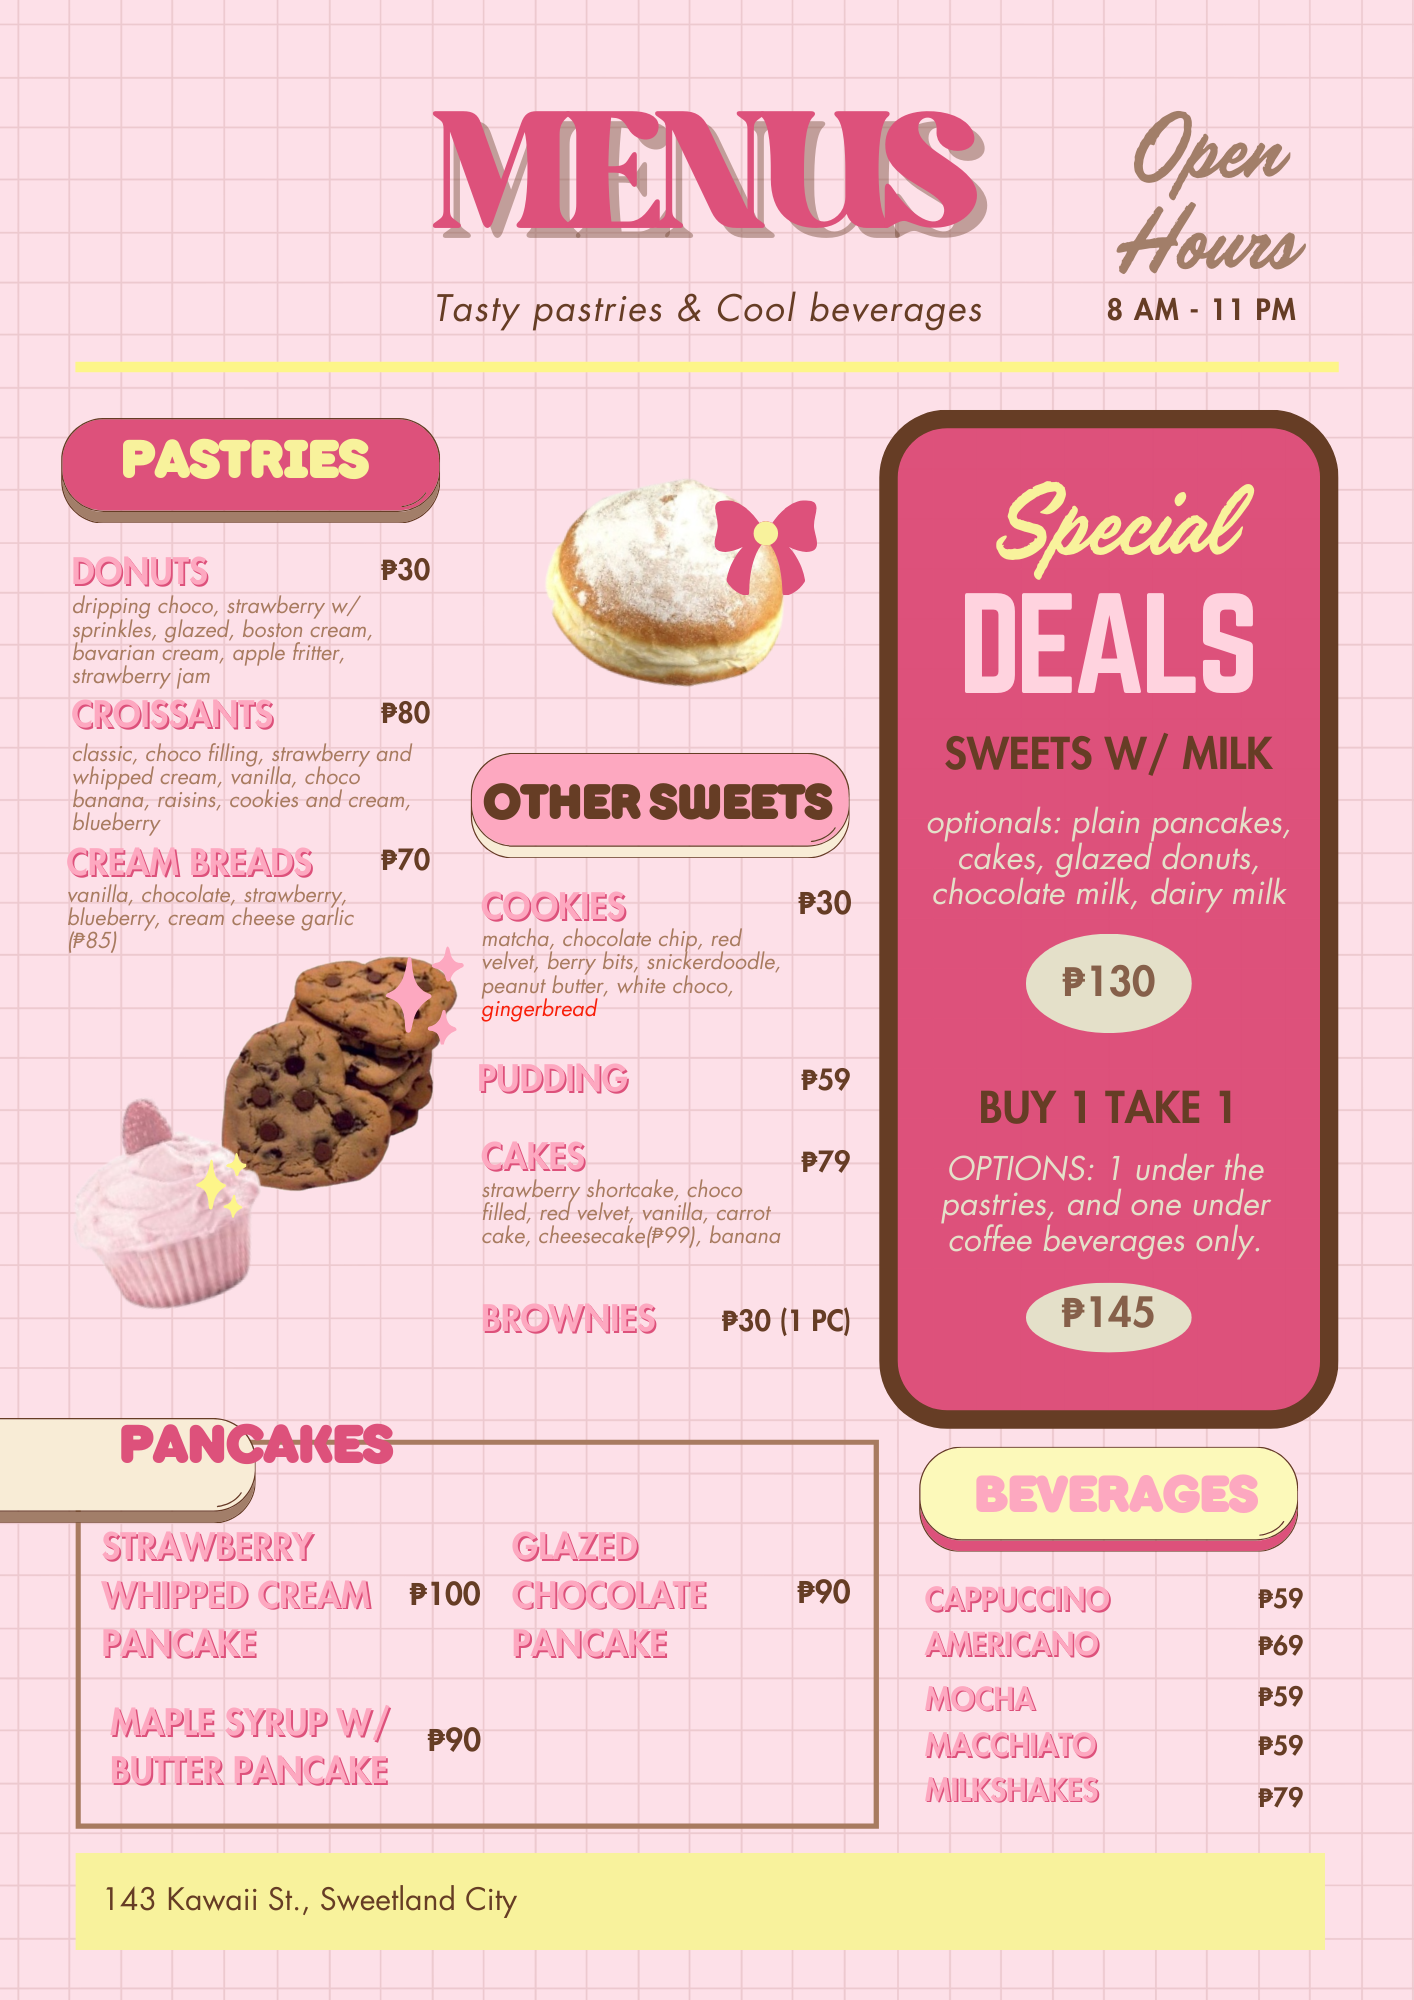 MENUS
Tasty pastries & Cool beverages
Open
Hours
8 AM - 11 PM
PASTRIES
DONUTS ₱30
dripping choco, strawberry w/
sprinkles, glazed, boston cream,
bavarian cream, apple fritter,
strawberry jam
CROISSANTS ₱80
classic, choco filling, strawberry and
whipped cream, vanilla, choco
banana, raisins, cookies and cream,
blueberry
CREAM BREADS ₱70
vanilla, chocolate, strawberry,
blueberry, cream cheese garlic
(₱85)
OTHER SWEETS
COOKIES ₱30
matcha, chocolate chip, red
velvet, berry bits, snickerdoodle,
peanut butter, white choco,
gingerbread
PUDDING ₱59
CAKES ₱79
strawberry shortcake, choco
filled, red velvet, vanilla, carrot
cake, cheesecake(₱99), banana
BROWNIES ₱30 (1 PC)
Special
DEALS
SWEETS W/ MILK
optionals: plain pancakes,
cakes, glazed donuts,
chocolate milk, dairy milk
₱130
BUY 1 TAKE 1
OPTIONS: 1 under the
pastries, and one under
coffee beverages only.
₱145
PANCAKES
STRAWBERRY
WHIPPED CREAM ₱100
PANCAKE
GLAZED
CHOCOLATE ₱90
PANCAKE
MAPLE SYRUP W/
BUTTER PANCAKE
₱90
BEVERAGES
CAPPUCCINO ₱59
AMERICANO ₱69
MOCHA ₱59
MACCHIATO ₱59
MILKSHAKES ₱79
143 Kawaii St., Sweetland City